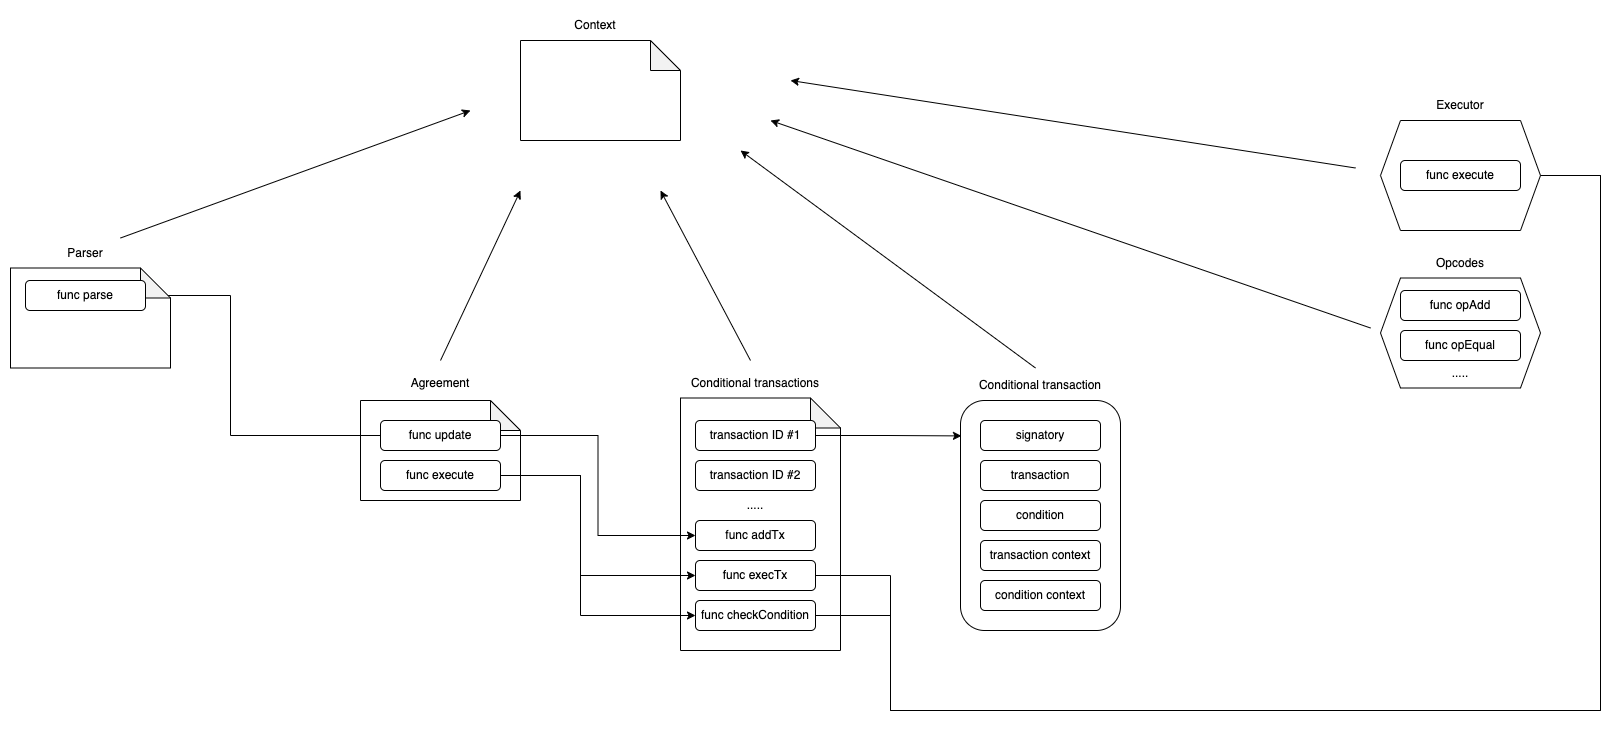 Context
Executor
func execute
Parser
func parse
Opcodes
func opAdd
func opEqual
.....
Agreement
func update
func execute
Conditional transactions
transaction ID #1
transaction ID #2
.....
func addTx
func execTx
func checkCondition
Conditional transaction
signatory
transaction
condition
transaction context
condition context